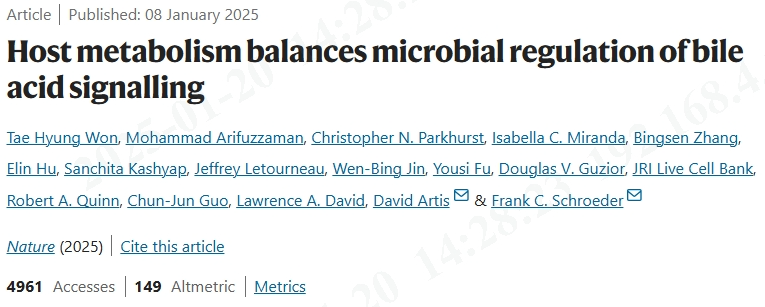 Article | Published: 08 January 2025
Host metabolism balances microbial regulation of bile
acid signalling
Tae Hyung Won, Mohammad Arifuzzaman, Christopher N. Parkhurst, Isabella C. Miranda, Bingsen Zhang,
Elin Hu, Sanchita Kashyap, Jeffrey Letourneau, Wen-Bing Jin, Yousi Fu, Douglas V. Guzior, JRI Live Cell Bank,
Robert A. Quinn, Chun-Jun Guo, Lawrence A. David, David Artis & Frank C. Schroeder
Nature (2025) | Cite this article
4961 Accesses | 149 Altmetric | Metrics